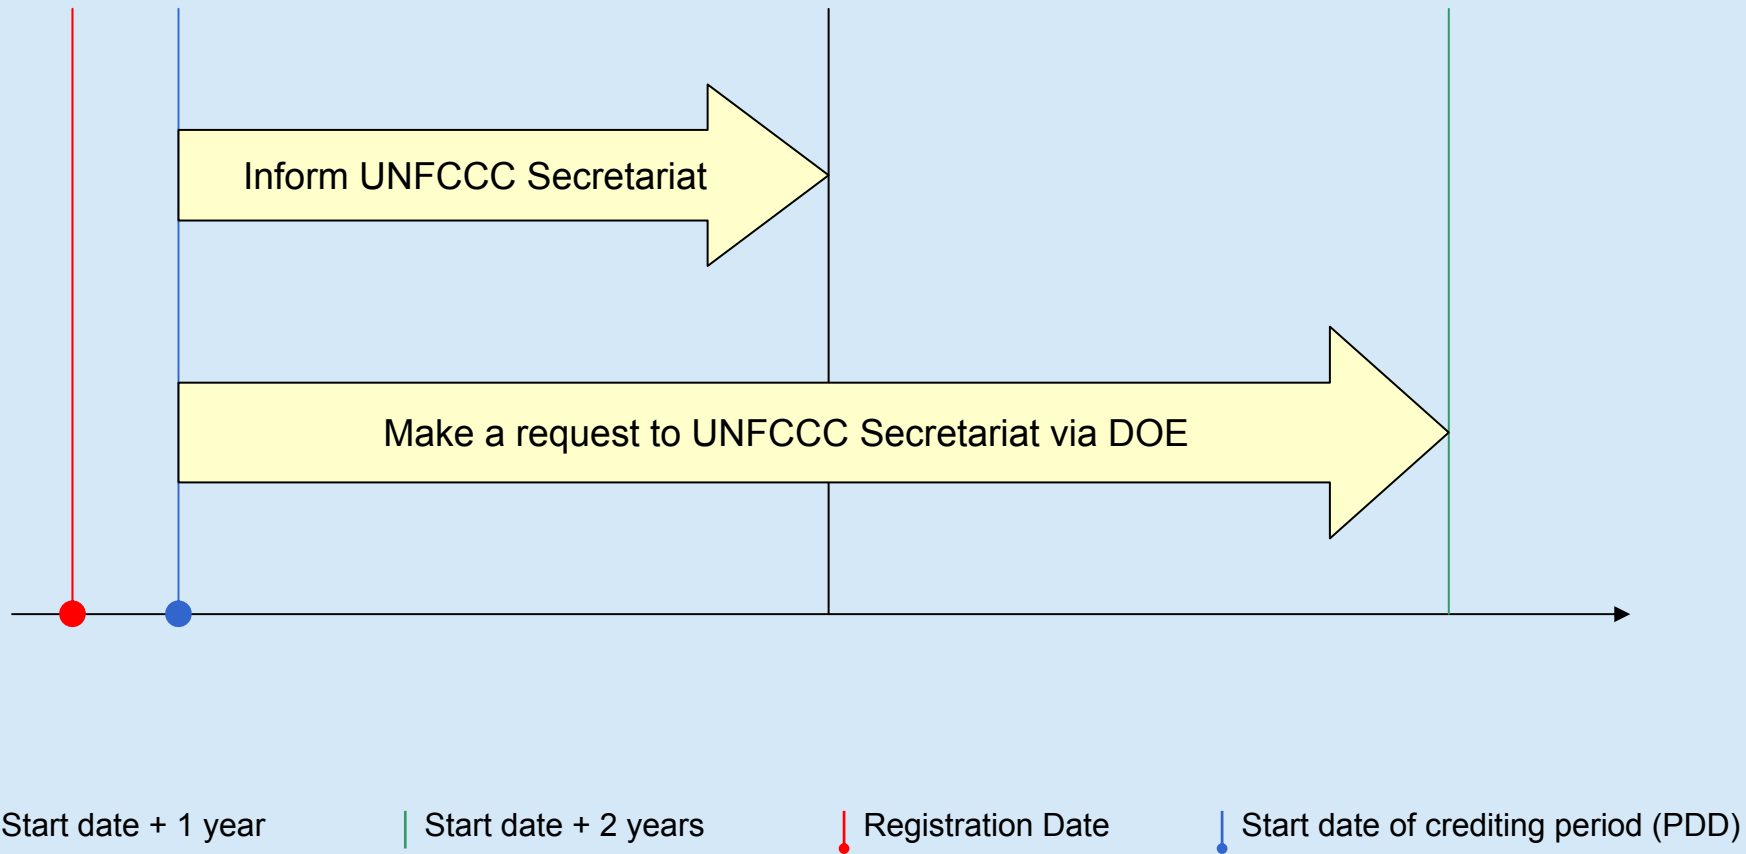 Inform UNFCCC Secretariat
Make a request to UNFCCC Secretariat via DOE
Start date + 1 year
Start date + 2 years
Registration Date
Start date of crediting period (PDD)